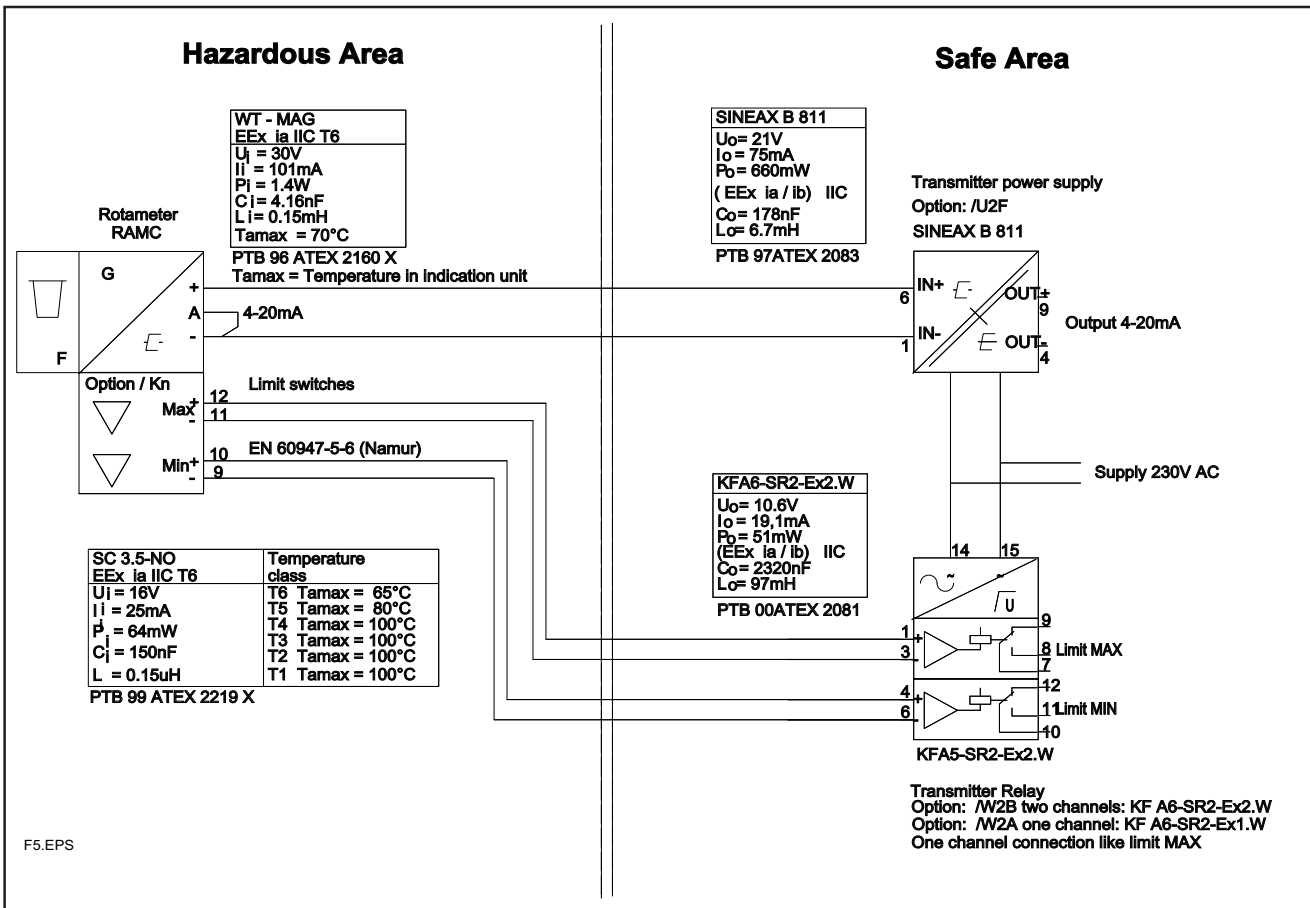 Hazardous Area
Safe Area
WT - MAG
EEx ia IIC T6
Ui = 30V
Ii = 101mA
Pi = 1.4W
Ci = 4.16nF
Li = 0.15mH
Tamax = 70°C
PTB 96 ATEX 2160 X
Tamax = Temperature in indication unit
SINEAX B 811
Uo= 21V
Io = 75mA
Po = 660mW
( EEx ia / ib) IIC
Co= 178nF
Lo= 6.7mH
PTB 97ATEX 2083
Transmitter power supply
Option: /U2F
SINEAX B 811
Rotameter
RAMC
G
F
+
A
-
4-20mA
6
IN+
1
IN-
OUT+
9
OUT-
4
Output 4-20mA
Option / Kn
Limit switches
Max
+
-
12
11
Min+
-
10
9
EN 60947-5-6 (Namur)
Supply 230V AC
KFA6-SR2-Ex2.W
Uo= 10.6V
Io = 19,1mA
Po = 51mW
(EEx ia / ib) IIC
Co= 2320nF
Lo= 97mH
PTB 00ATEX 2081
SC 3.5-NO
EEx ia IIC T6
Ui = 16V
Ii = 25mA
i
Pi = 64mW
Ci = 150nF
L = 0.15uH
Temperature
class
T6 Tamax = 65°C
T5 Tamax = 80°C
T4 Tamax = 100°C
T3 Tamax = 100°C
T2 Tamax = 100°C
T1 Tamax = 100°C
PTB 99 ATEX 2219 X
14
15
~
~
U
1
+
3
-
9
8 Limit MAX
7
4
+
6
-
12
11Limit MIN
10
KFA5-SR2-Ex2.W
Transmitter Relay
Option: /W2B two channels: KF A6-SR2-Ex2.W
Option: /W2A one channel: KF A6-SR2-Ex1.W
One channel connection like limit MAX
F5.EPS